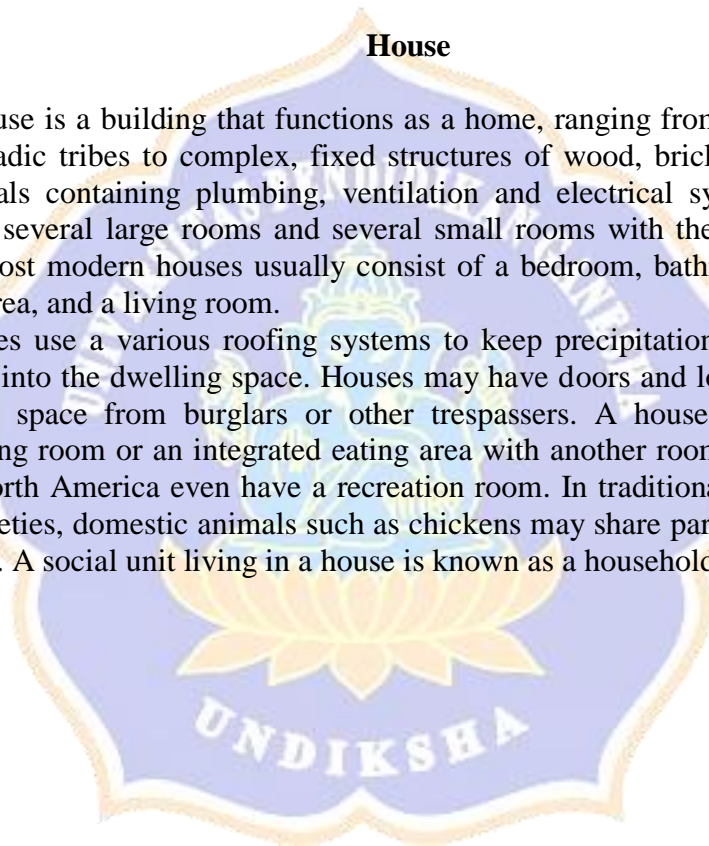 House
use is a building that functions as a home, ranging from
adic tribes to complex, fixed structures of wood, brick
als containing plumbing, ventilation and electrical sy
several large rooms and several small rooms with the
ost modern houses usually consist of a bedroom, bath
rea, and a living room.
es use a various roofing systems to keep precipitation
into the dwelling space. Houses may have doors and lo
space from burglars or other trespassers. A house
ng room or an integrated eating area with another room
orth America even have a recreation room. In traditiona
eties, domestic animals such as chickens may share par
. A social unit living in a house is known as a household
UNIVERSITAS PENDIDIKAN GANESHA
UNDIKSHA